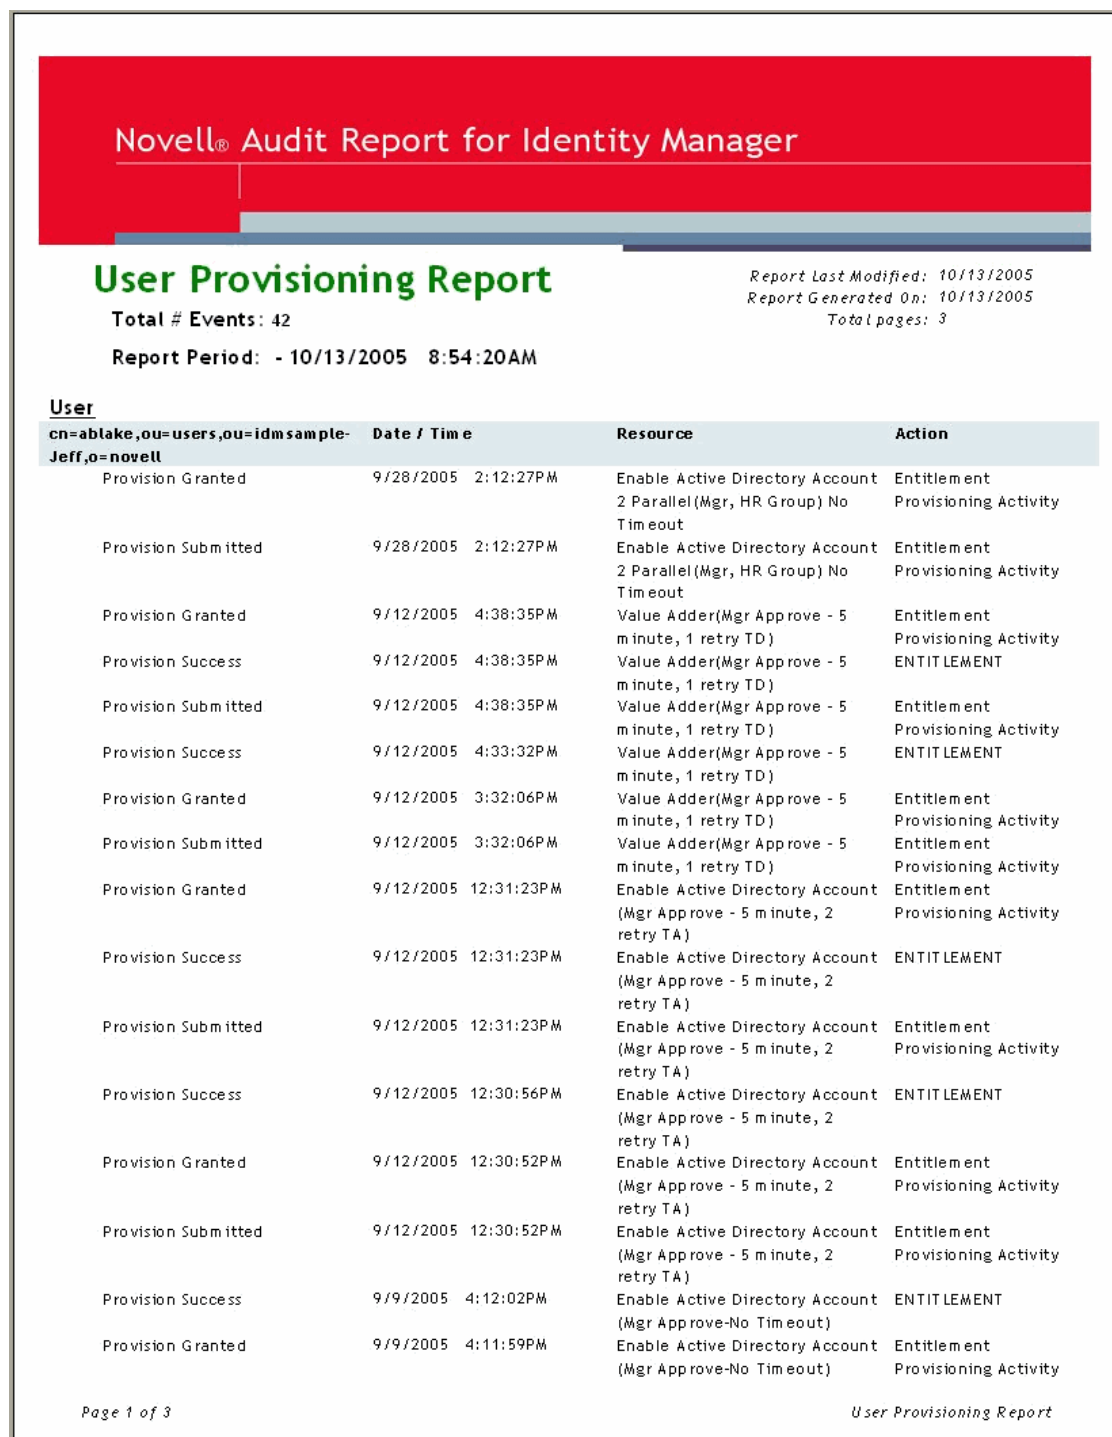 Novell® Audit Report for Identity Manager
User Provisioning Report
Report Last Modified: 10/13/2005
Report Generated On: 10/13/2005
Total pages: 3
Total # Events: 42
Report Period: - 10/13/2005 8:54:20AM
User
cn=ablake,ou=users,ou=idmsample- Date / Time Resource Action
Jeff,o=novell
Provision Granted 9/28/2005 2:12:27PM Enable Active Directory Account Entitlement
2 Parallel(Mgr, HR Group) No Provisioning Activity
Timeout
Provision Submitted 9/28/2005 2:12:27PM Enable Active Directory Account Entitlement
2 Parallel(Mgr, HR Group) No Provisioning Activity
Timeout
Provision Granted 9/12/2005 4:38:35PM Value Adder(Mgr Approve - 5 Entitlement
minute, 1 retry TD) Provisioning Activity
Provision Success 9/12/2005 4:38:35PM Value Adder(Mgr Approve - 5 ENTITLEMENT
minute, 1 retry TD)
Provision Submitted 9/12/2005 4:38:35PM Value Adder(Mgr Approve - 5 Entitlement
minute, 1 retry TD) Provisioning Activity
Provision Success 9/12/2005 4:33:32PM Value Adder(Mgr Approve - 5 ENTITLEMENT
minute, 1 retry TD)
Provision Granted 9/12/2005 3:32:06PM Value Adder(Mgr Approve - 5 Entitlement
minute, 1 retry TD) Provisioning Activity
Provision Submitted 9/12/2005 3:32:06PM Value Adder(Mgr Approve - 5 Entitlement
minute, 1 retry TD) Provisioning Activity
Provision Granted 9/12/2005 12:31:23PM Enable Active Directory Account Entitlement
(Mgr Approve - 5 minute, 2 Provisioning Activity
retry TA)
Provision Success 9/12/2005 12:31:23PM Enable Active Directory Account ENTITLEMENT
(Mgr Approve - 5 minute, 2
retry TA)
Provision Submitted 9/12/2005 12:31:23PM Enable Active Directory Account Entitlement
(Mgr Approve - 5 minute, 2 Provisioning Activity
retry TA)
Provision Success 9/12/2005 12:30:56PM Enable Active Directory Account ENTITLEMENT
(Mgr Approve - 5 minute, 2
retry TA)
Provision Granted 9/12/2005 12:30:52PM Enable Active Directory Account Entitlement
(Mgr Approve - 5 minute, 2 Provisioning Activity
retry TA)
Provision Submitted 9/12/2005 12:30:52PM Enable Active Directory Account Entitlement
(Mgr Approve - 5 minute, 2 Provisioning Activity
retry TA)
Provision Success 9/9/2005 4:12:02PM Enable Active Directory Account ENTITLEMENT
(Mgr Approve-No Timeout)
Provision Granted 9/9/2005 4:11:59PM Enable Active Directory Account Entitlement
(Mgr Approve-No Timeout) Provisioning Activity
Page 1 of 3 User Provisioning Report